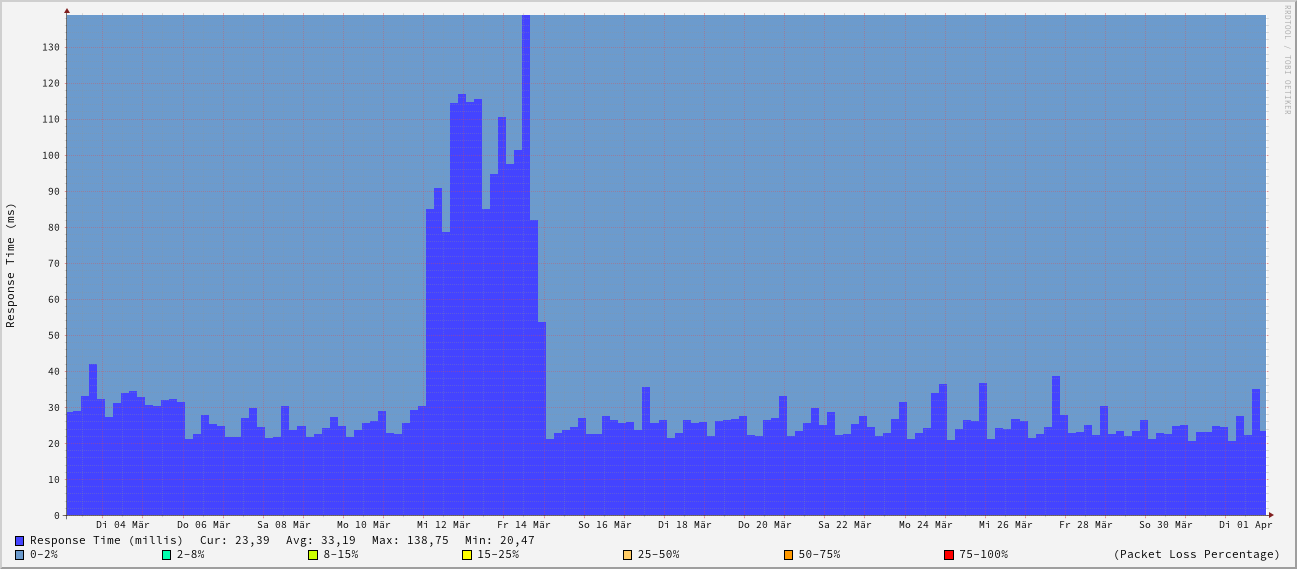 RRDTOOL / TOBI OETIKER
Response Time (ms)
130
120
110
100
90
80
70
60
50
40
30
20
10
0
Di 04 Mär Do 06 Mär Sa 08 Mär Mo 10 Mär Mi 12 Mär Fr 14 Mär So 16 Mär Di 18 Mär Do 20 Mär Sa 22 Mär Mo 24 Mär Mi 26 Mär Fr 28 Mär So 30 Mär Di 01 Apr
Response Time (millis) Cur: 23,39 Avg: 33,19 Max: 138,75 Min: 20,47
0-2% 2-8% 8-15% 15-25% 25-50% 50-75% 75-100% (Packet Loss Percentage)